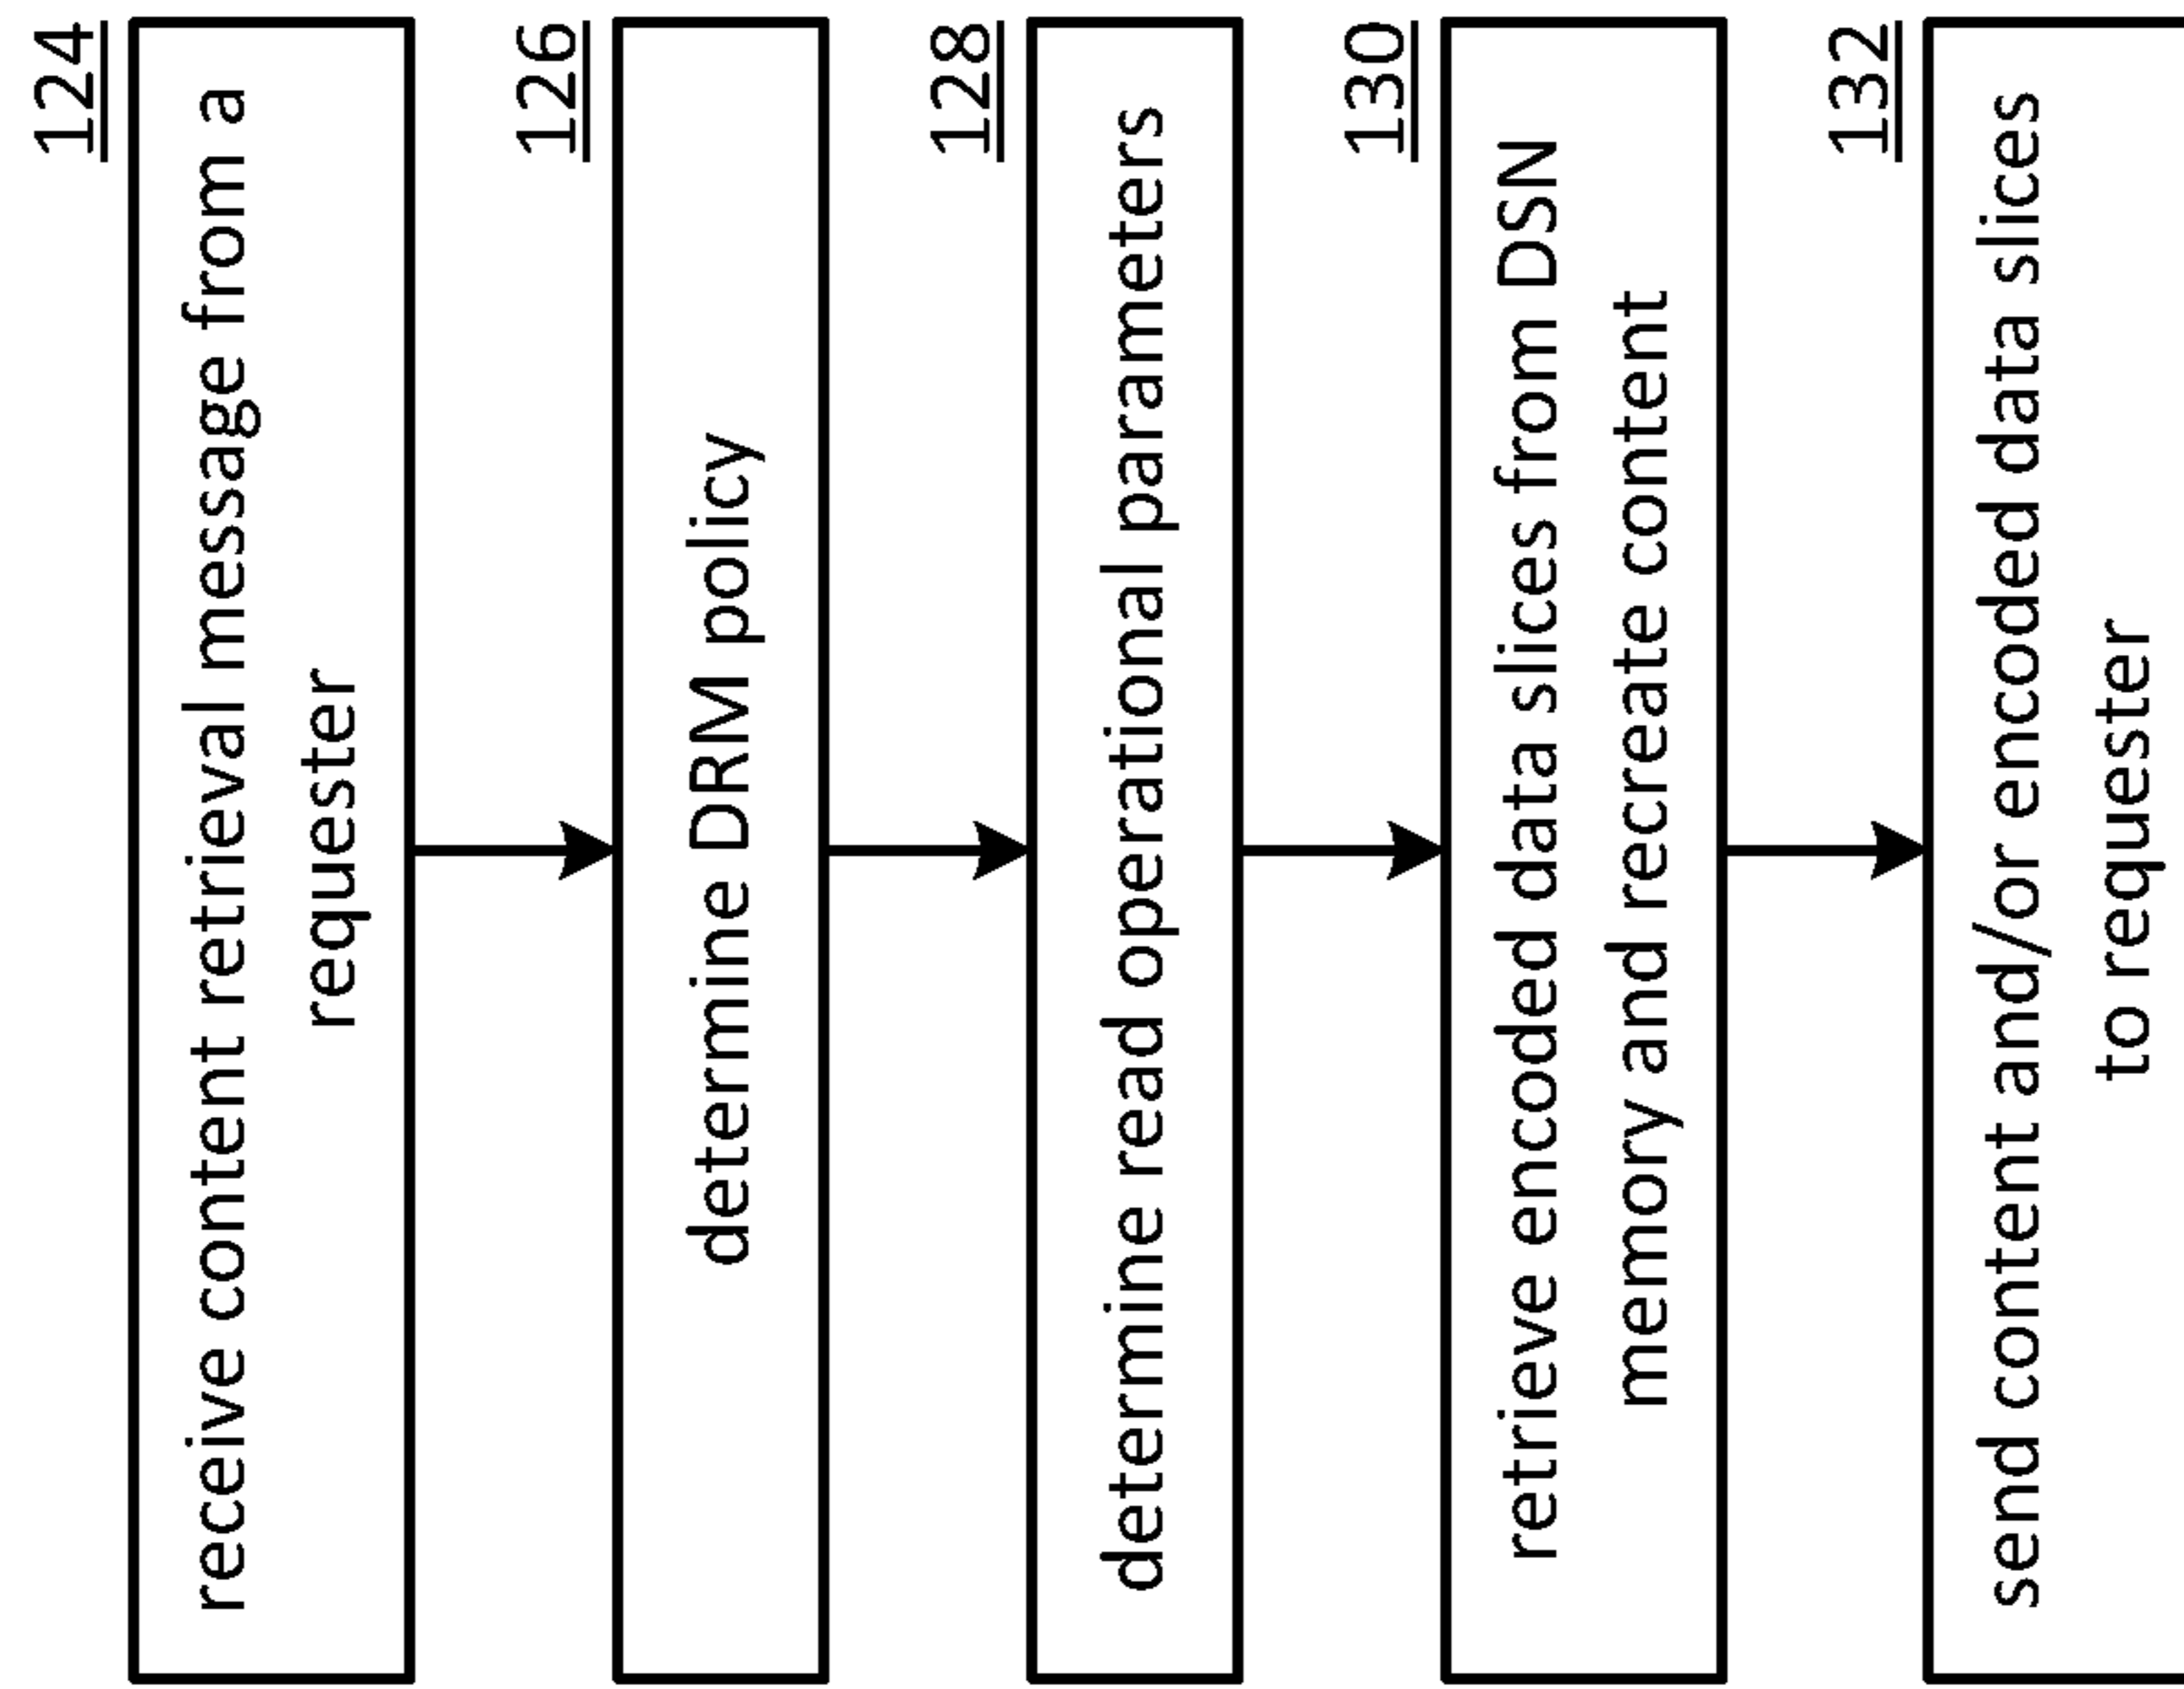 124
receive content retrieval message from a
requester
126
determine DRM policy
128
determine read operational parameters
130
retrieve encoded data slices from DSN
memory and recreate content
132
send content and/or encoded data slices
to requester